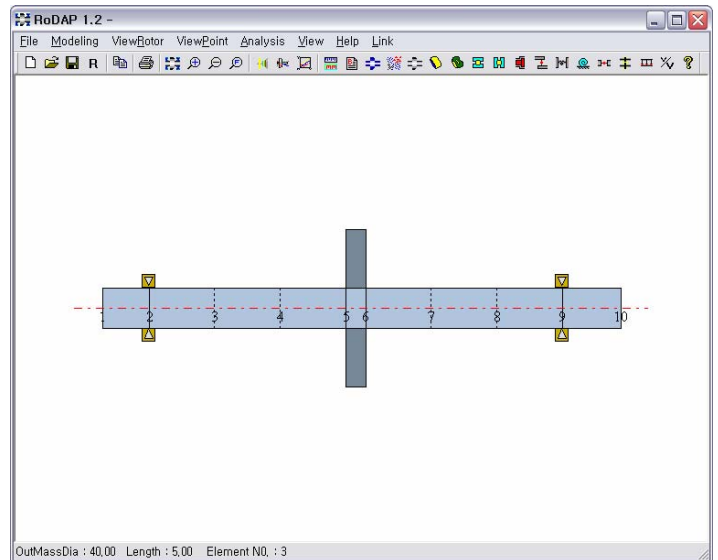 RoDAP 1.2 -
File Modeling ViewRotor ViewPoint Analysis View Help Link
R
1 2 3 4 5 6 7 8 9 10
OutMassDia : 40,00 Length : 5,00 Element N0, : 3